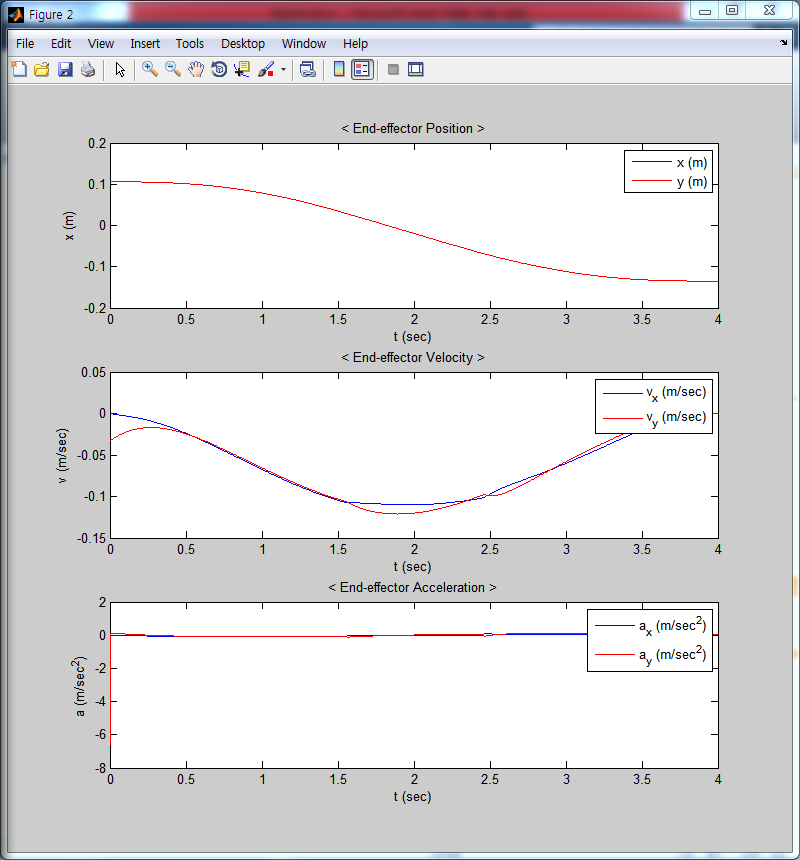 Figure 2
File Edit View Insert Tools Desktop Window Help
< End-effector Position >
0.2
0.1
0
-0.1
-0.2
x (m)
x (m)
y (m)
0 0.5 1 1.5 2 2.5 3 3.5 4
t (sec)
< End-effector Velocity >
0.05
0
-0.05
-0.1
-0.15
v (m/sec)
v_x (m/sec)
v_y (m/sec)
0 0.5 1 1.5 2 2.5 3 3.5 4
t (sec)
< End-effector Acceleration >
2
0
-2
-4
-6
-8
a (m/sec²)
a_x (m/sec²)
a_y (m/sec²)
0 0.5 1 1.5 2 2.5 3 3.5 4
t (sec)